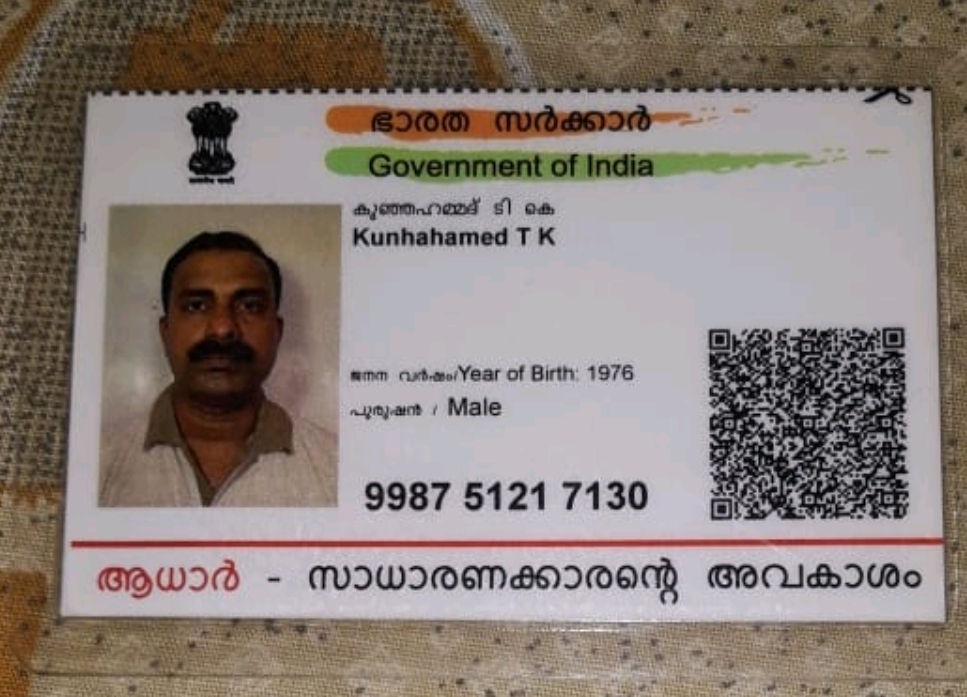 ഭാരത സർക്കാർ
Government of India
കുഞ്ഞഹമ്മദ് ടി കെ
Kunhahamed T K
ജനന വർഷം/Year of Birth: 1976
പുരുഷൻ / Male
9987 5121 7130
ആധാർ - സാധാരണക്കാരന്റെ അവകാശം